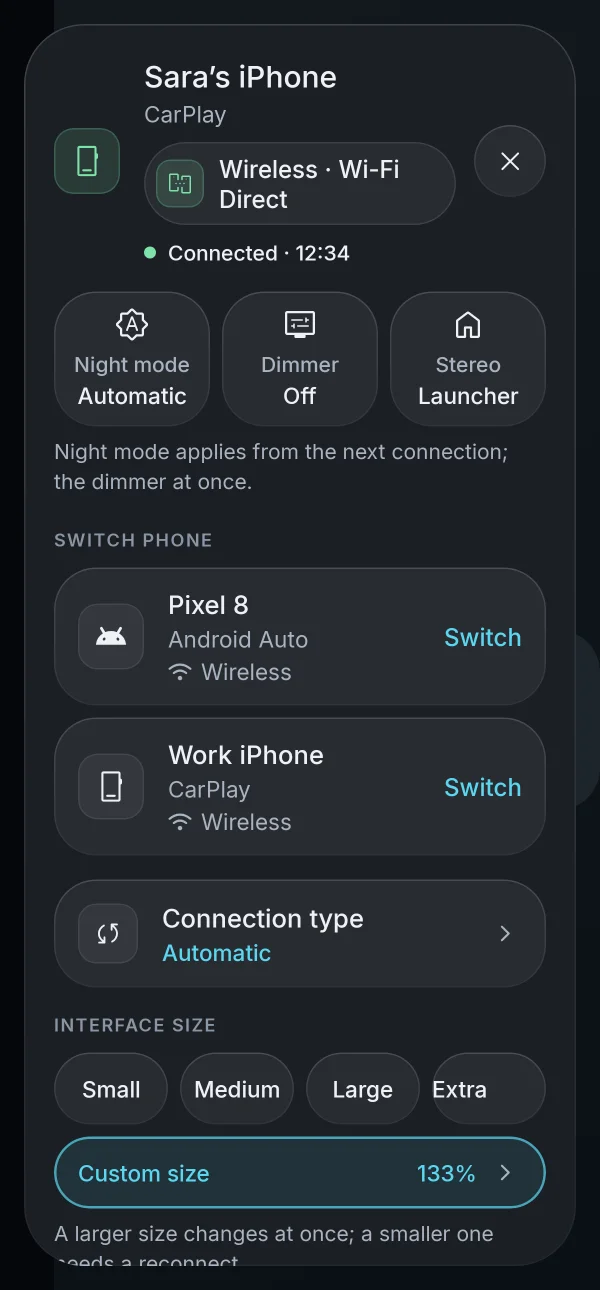 Sara’s iPhone
CarPlay
Wireless · Wi-Fi
Direct
Connected · 12:34
Night mode
Automatic
Dimmer
Off
Stereo
Launcher
Night mode applies from the next connection;
the dimmer at once.
SWITCH PHONE
Pixel 8
Android Auto
Wireless
Switch
Work iPhone
CarPlay
Wireless
Switch
Connection type
Automatic
INTERFACE SIZE
Small
Medium
Large
Extra
Custom size
133%
A larger size changes at once; a smaller one
needs a reconnect